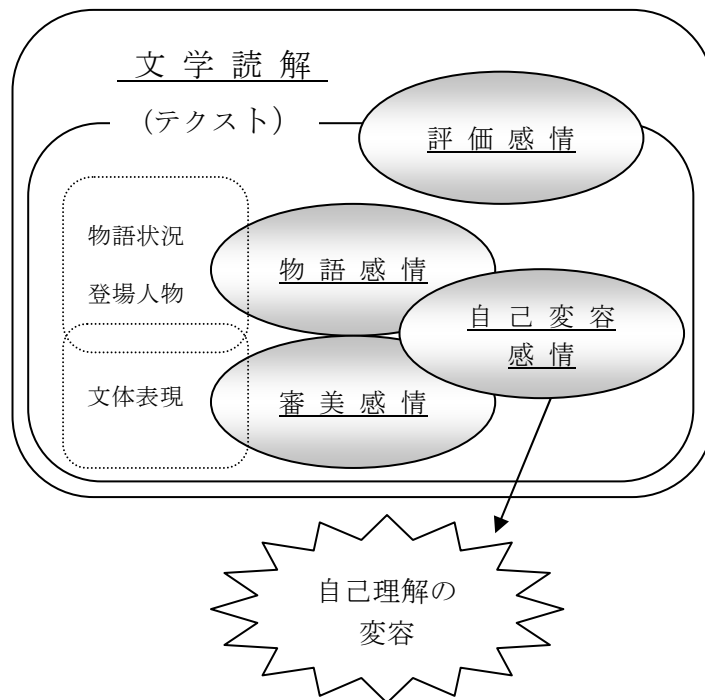 文学読解
(テクスト)
評価感情
物語状況
登場人物
物語感情
自己変容
感情
文体表現
審美感情
自己理解の
変容